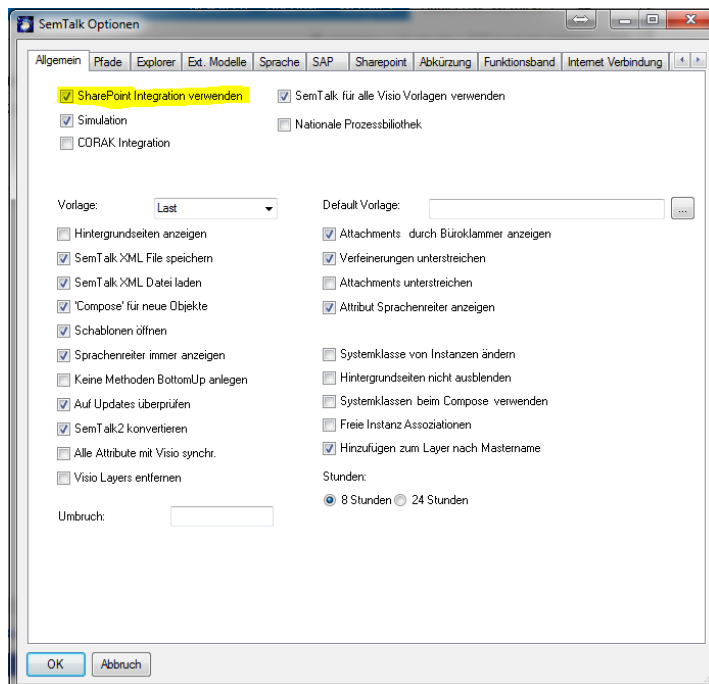 SemTalk Optionen
Allgemein Pfade Explorer Ext. Modelle Sprache SAP Sharepoint Abkürzung Funktionsband Internet Verbindung
SharePoint Integration verwenden SemTalk für alle Visio Vorlagen verwenden
Simulation Nationale Prozessbiliothek
CORAK Integration
Vorlage: Last Default Vorlage: ...
Hintergrundseiten anzeigen Attachments durch Büroklammer anzeigen
SemTalk XML File speichern Verfeinerungen unterstreichen
SemTalk XML Datei laden Attachments unterstreichen
'Compose' für neue Objekte Attribut Sprachenreiter anzeigen
Schablonen öffnen
Sprachenreiter immer anzeigen Systemklasse von Instanzen ändern
Keine Methoden BottomUp anlegen Hintergrundseiten nicht ausblenden
Auf Updates überprüfen Systemklassen beim Compose verwenden
SemTalk2 konvertieren Freie Instanz Assoziationen
Alle Attribute mit Visio synchr. Hinzufügen zum Layer nach Mastername
Visio Layers entfernen Stunden:
8 Stunden 24 Stunden
Umbruch:
OK Abbruch